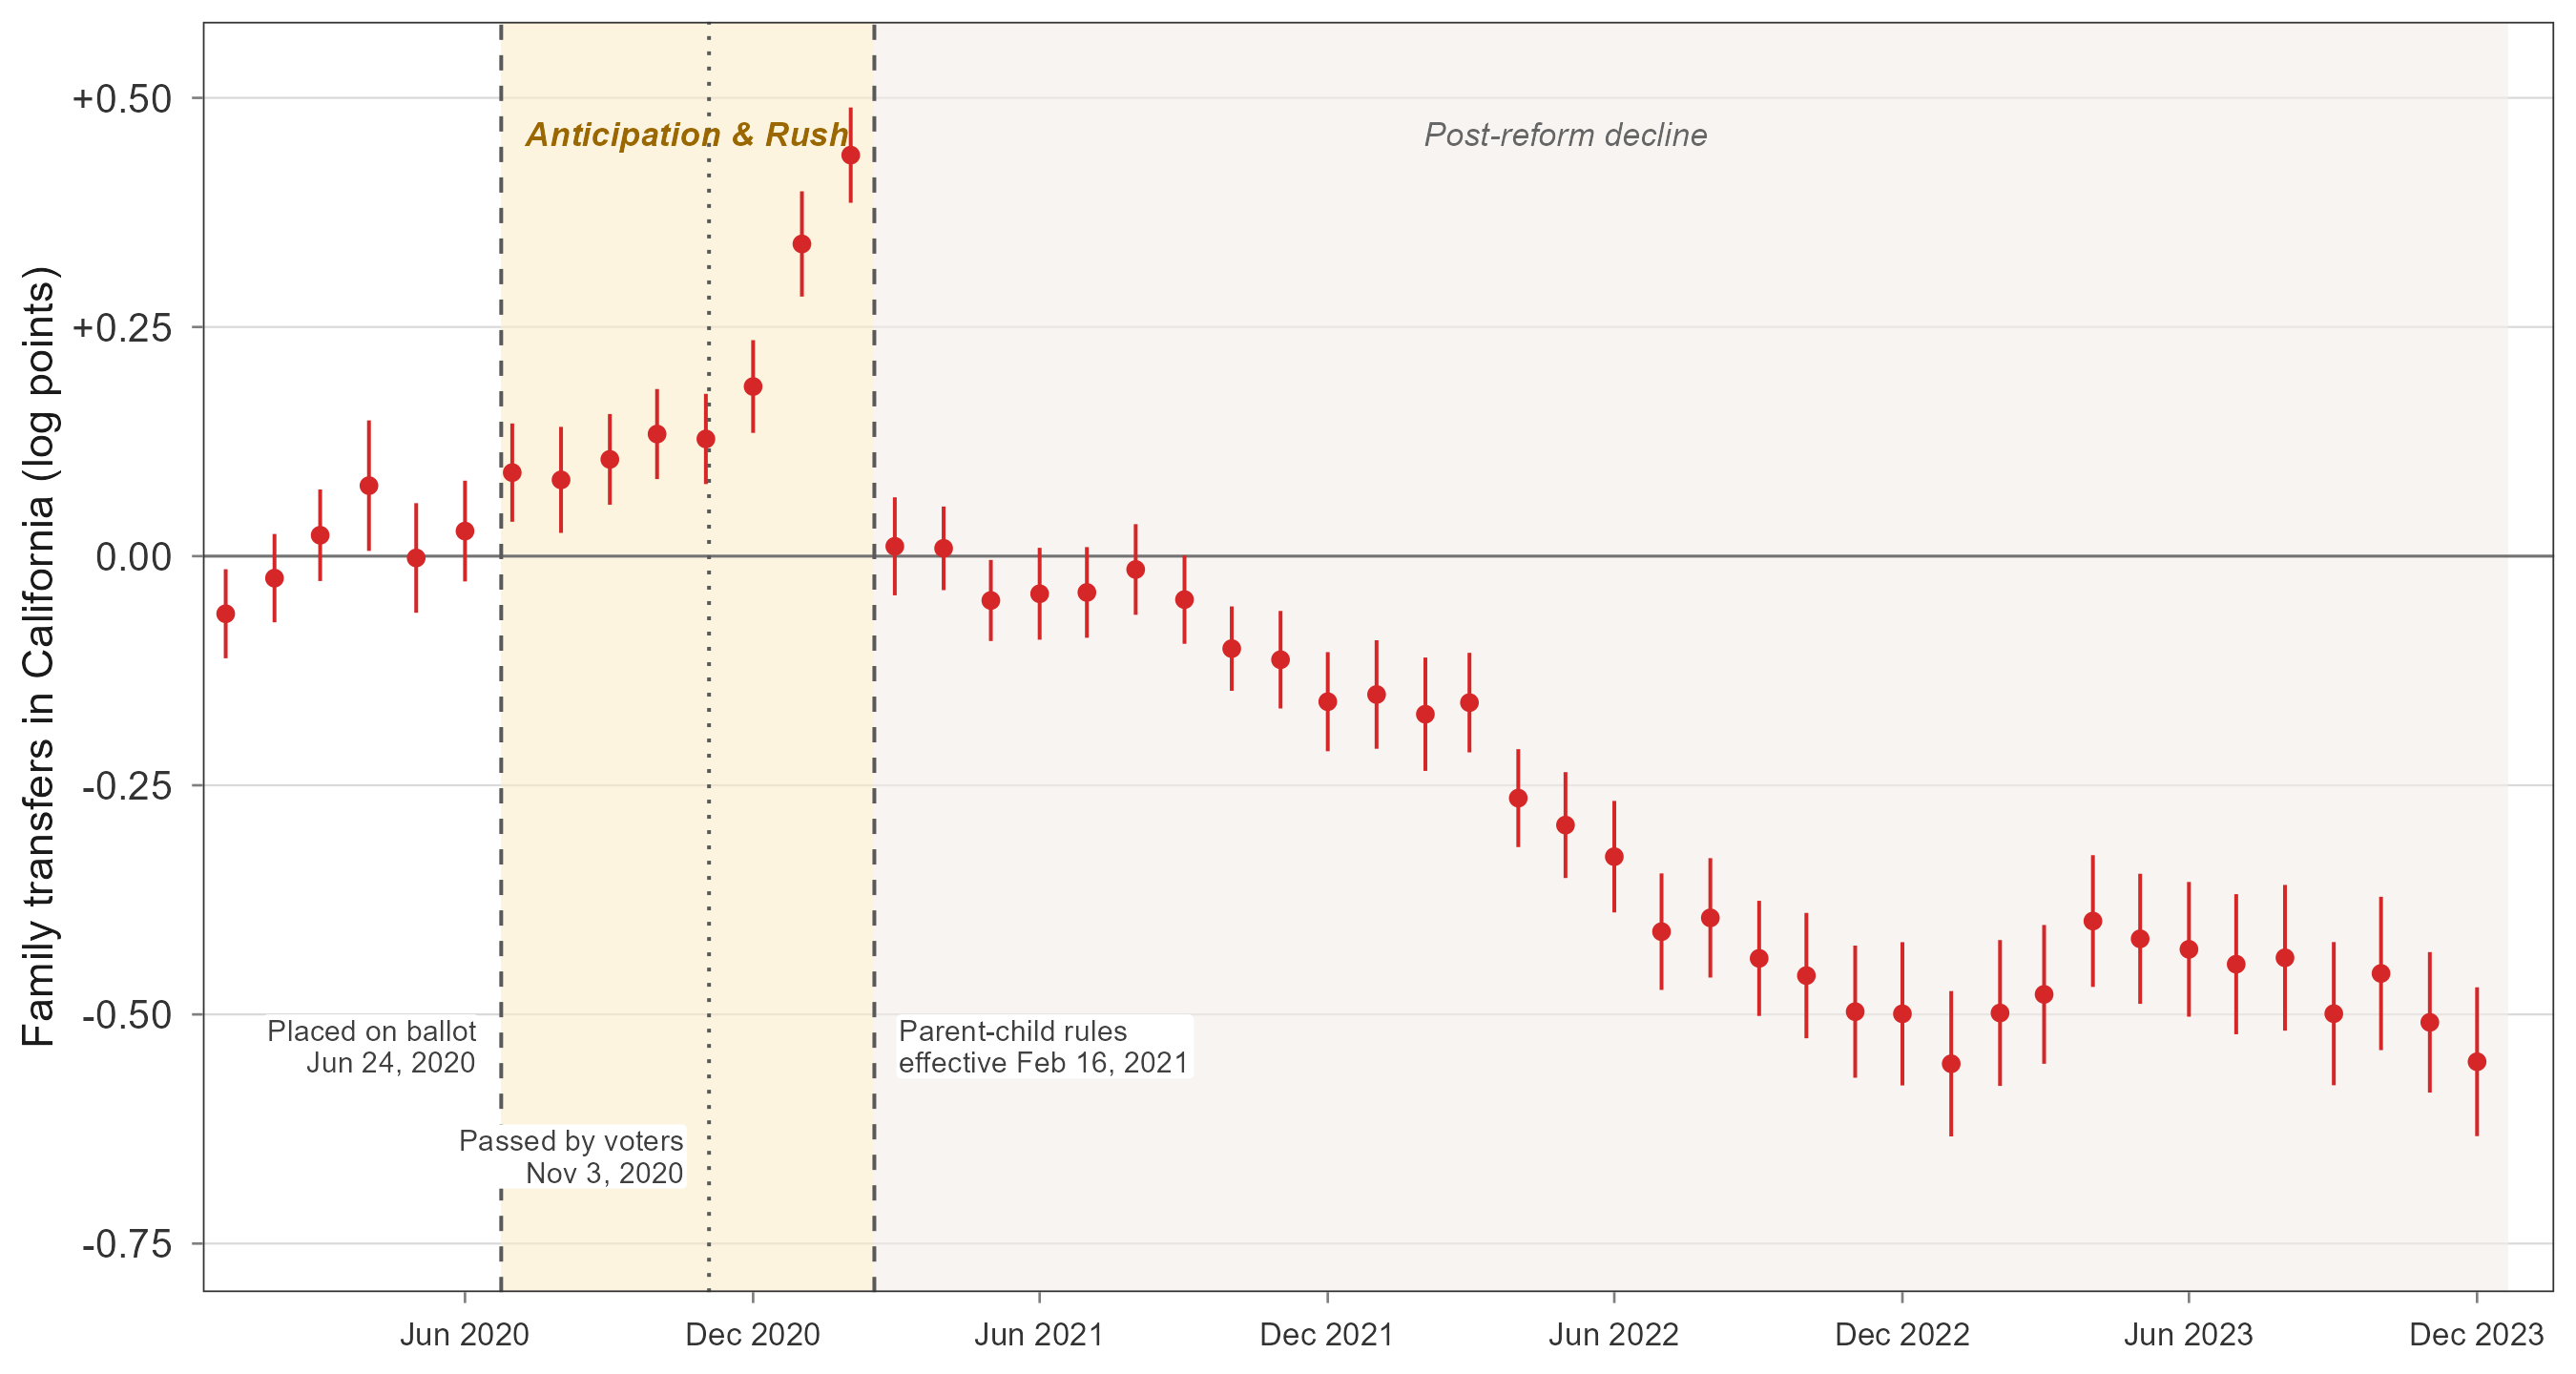 Family transfers in California (log points)
+0.50
+0.25
0.00
-0.25
-0.50
-0.75
Anticipation & Rush
Post-reform decline
Placed on ballot
Jun 24, 2020
Passed by voters
Nov 3, 2020
Parent-child rules
effective Feb 16, 2021
Jun 2020
Dec 2020
Jun 2021
Dec 2021
Jun 2022
Dec 2022
Jun 2023
Dec 2023